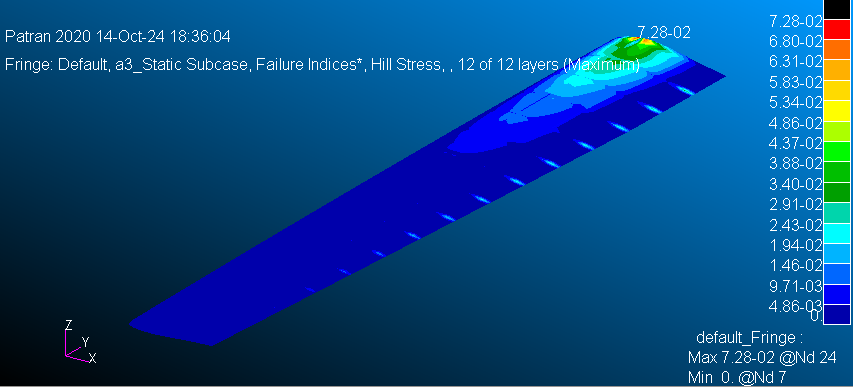 Patran 2020 14-Oct-24 18:36:04
Fringe: Default, a3_Static Subcase, Failure Indices*, Hill Stress, , 12 of 12 layers (Maximum)
7.28-02
7.28-02
6.80-02
6.31-02
5.83-02
5.34-02
4.86-02
4.37-02
3.88-02
3.40-02
2.91-02
2.43-02
1.94-02
1.46-02
9.71-03
4.86-03
0.
Z
Y
X
default_Fringe :
Max 7.28-02 @Nd 24
Min 0. @Nd 7